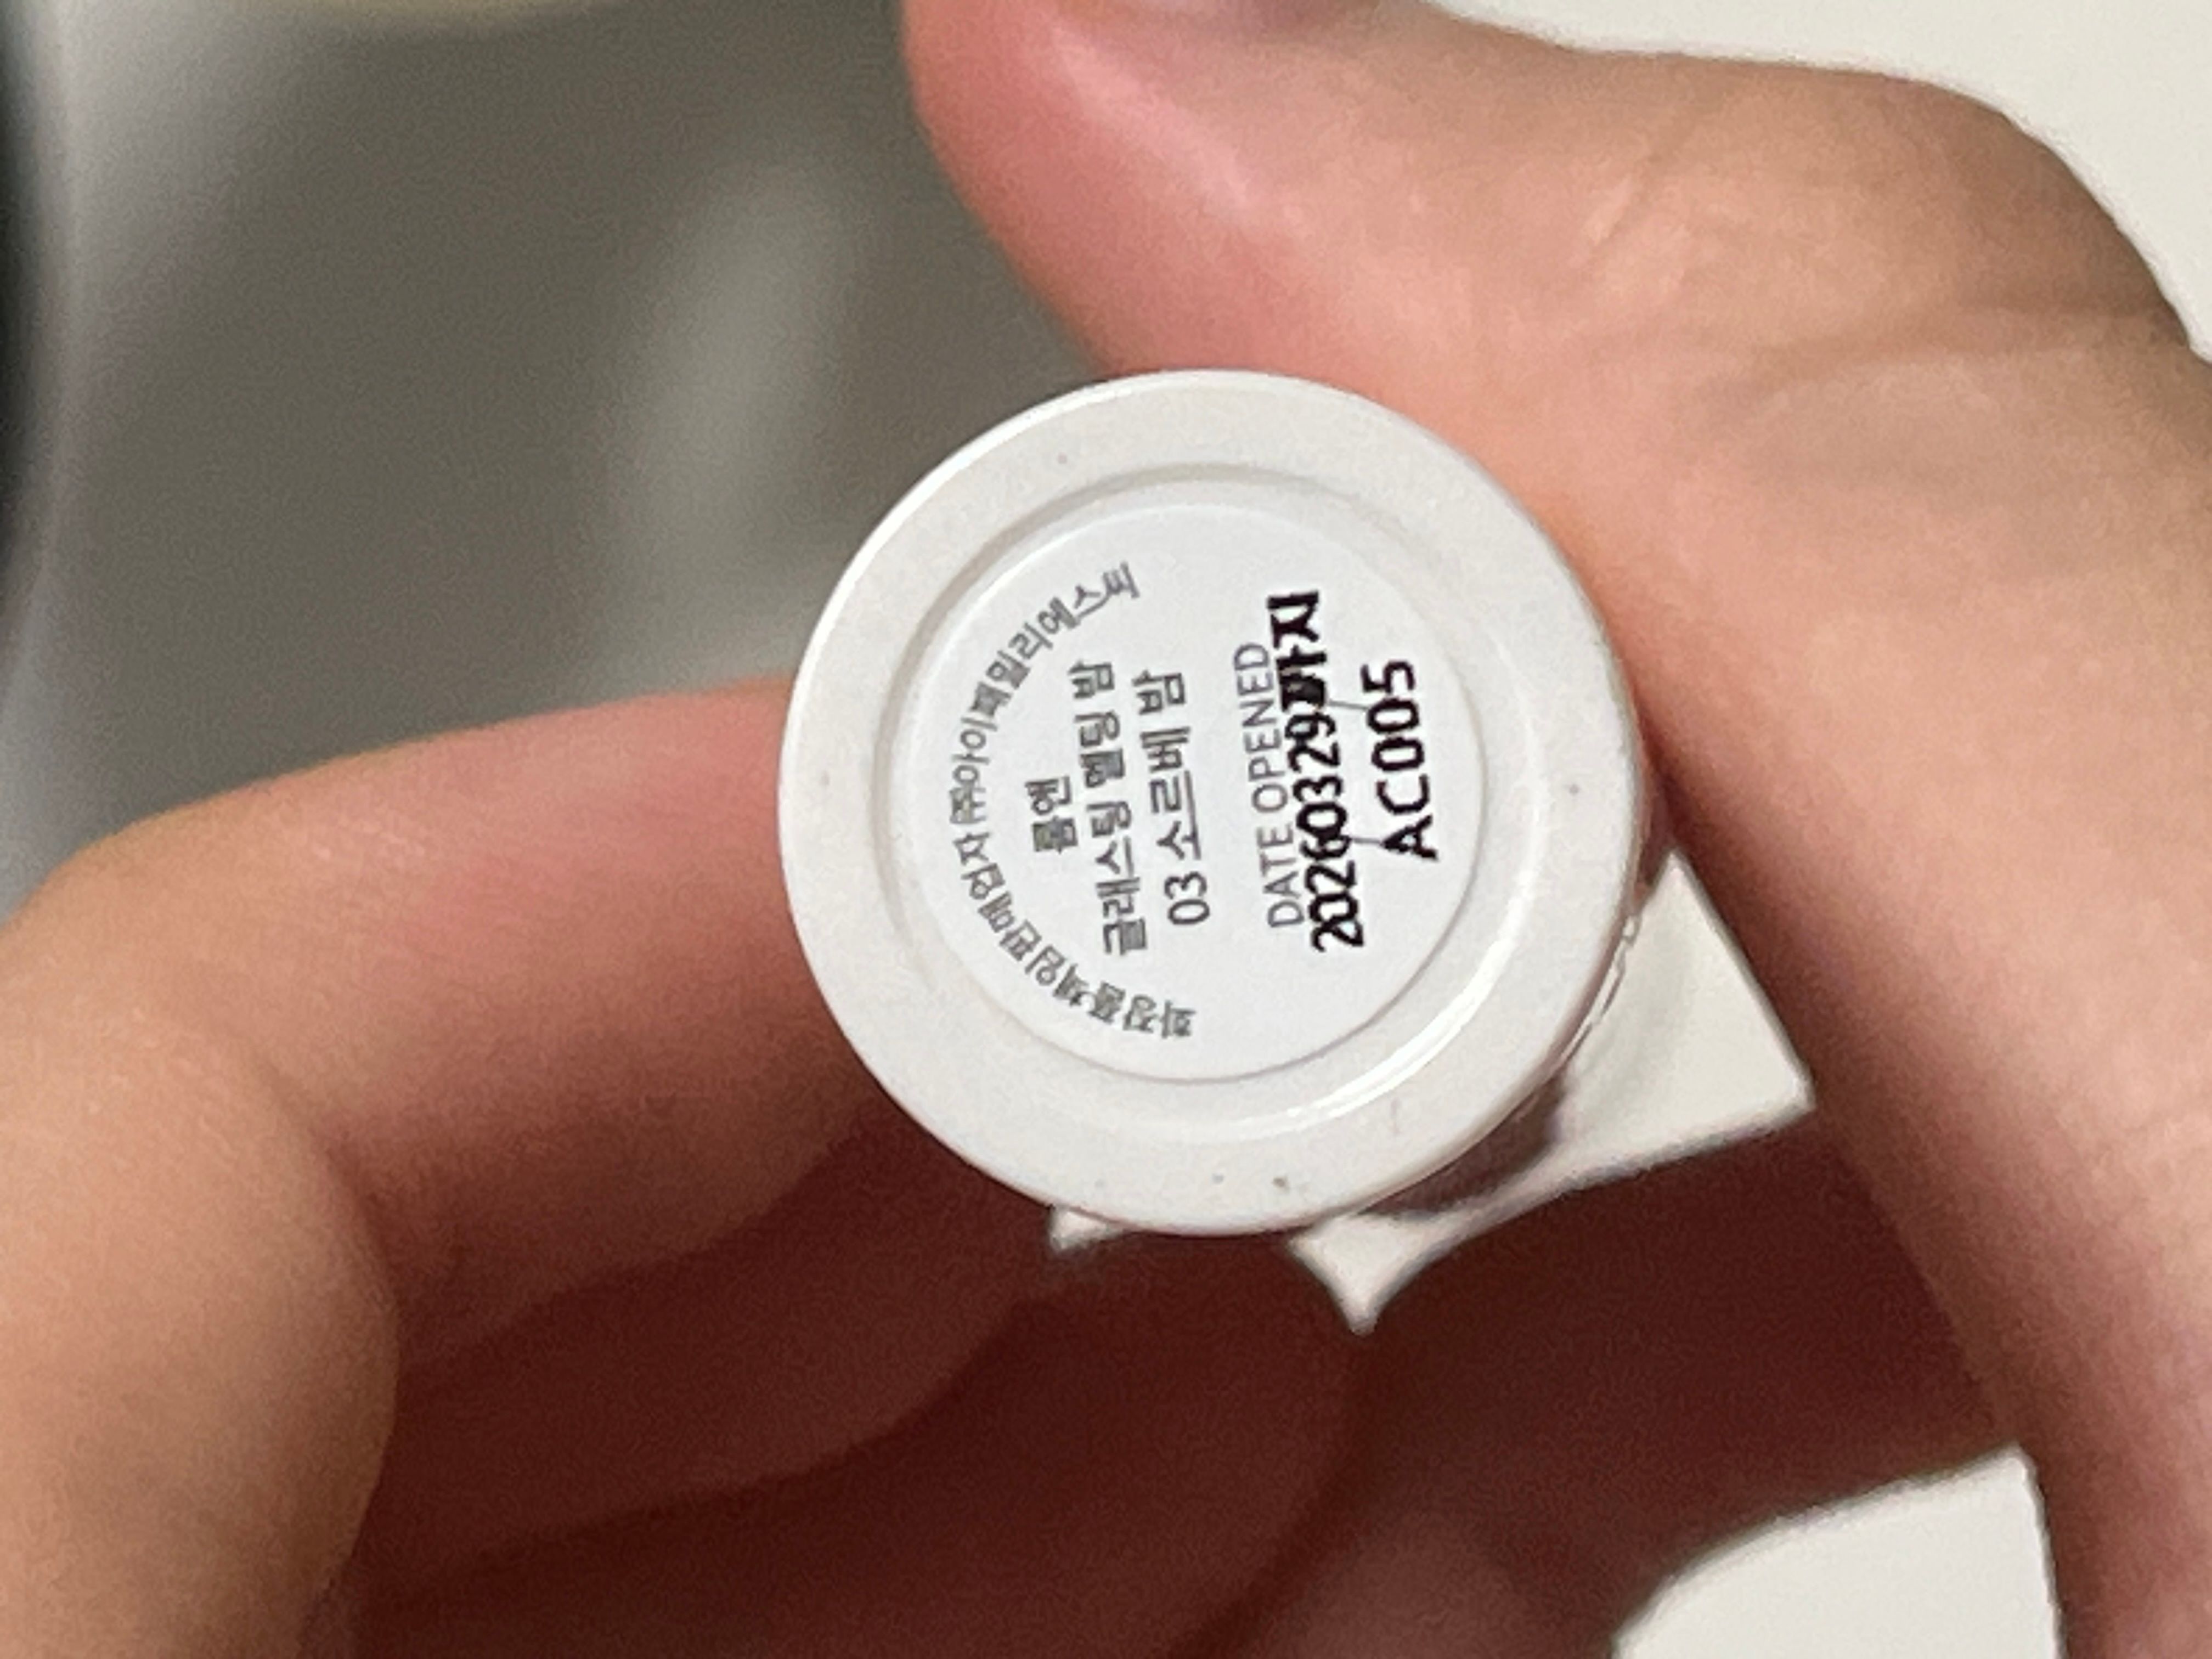 화장품책임판매업자 ㈜아이패밀리에스씨
롬앤
글래스팅 멜팅 밤
03 소르베 밤
DATE OPENED
20260329까지
AC005